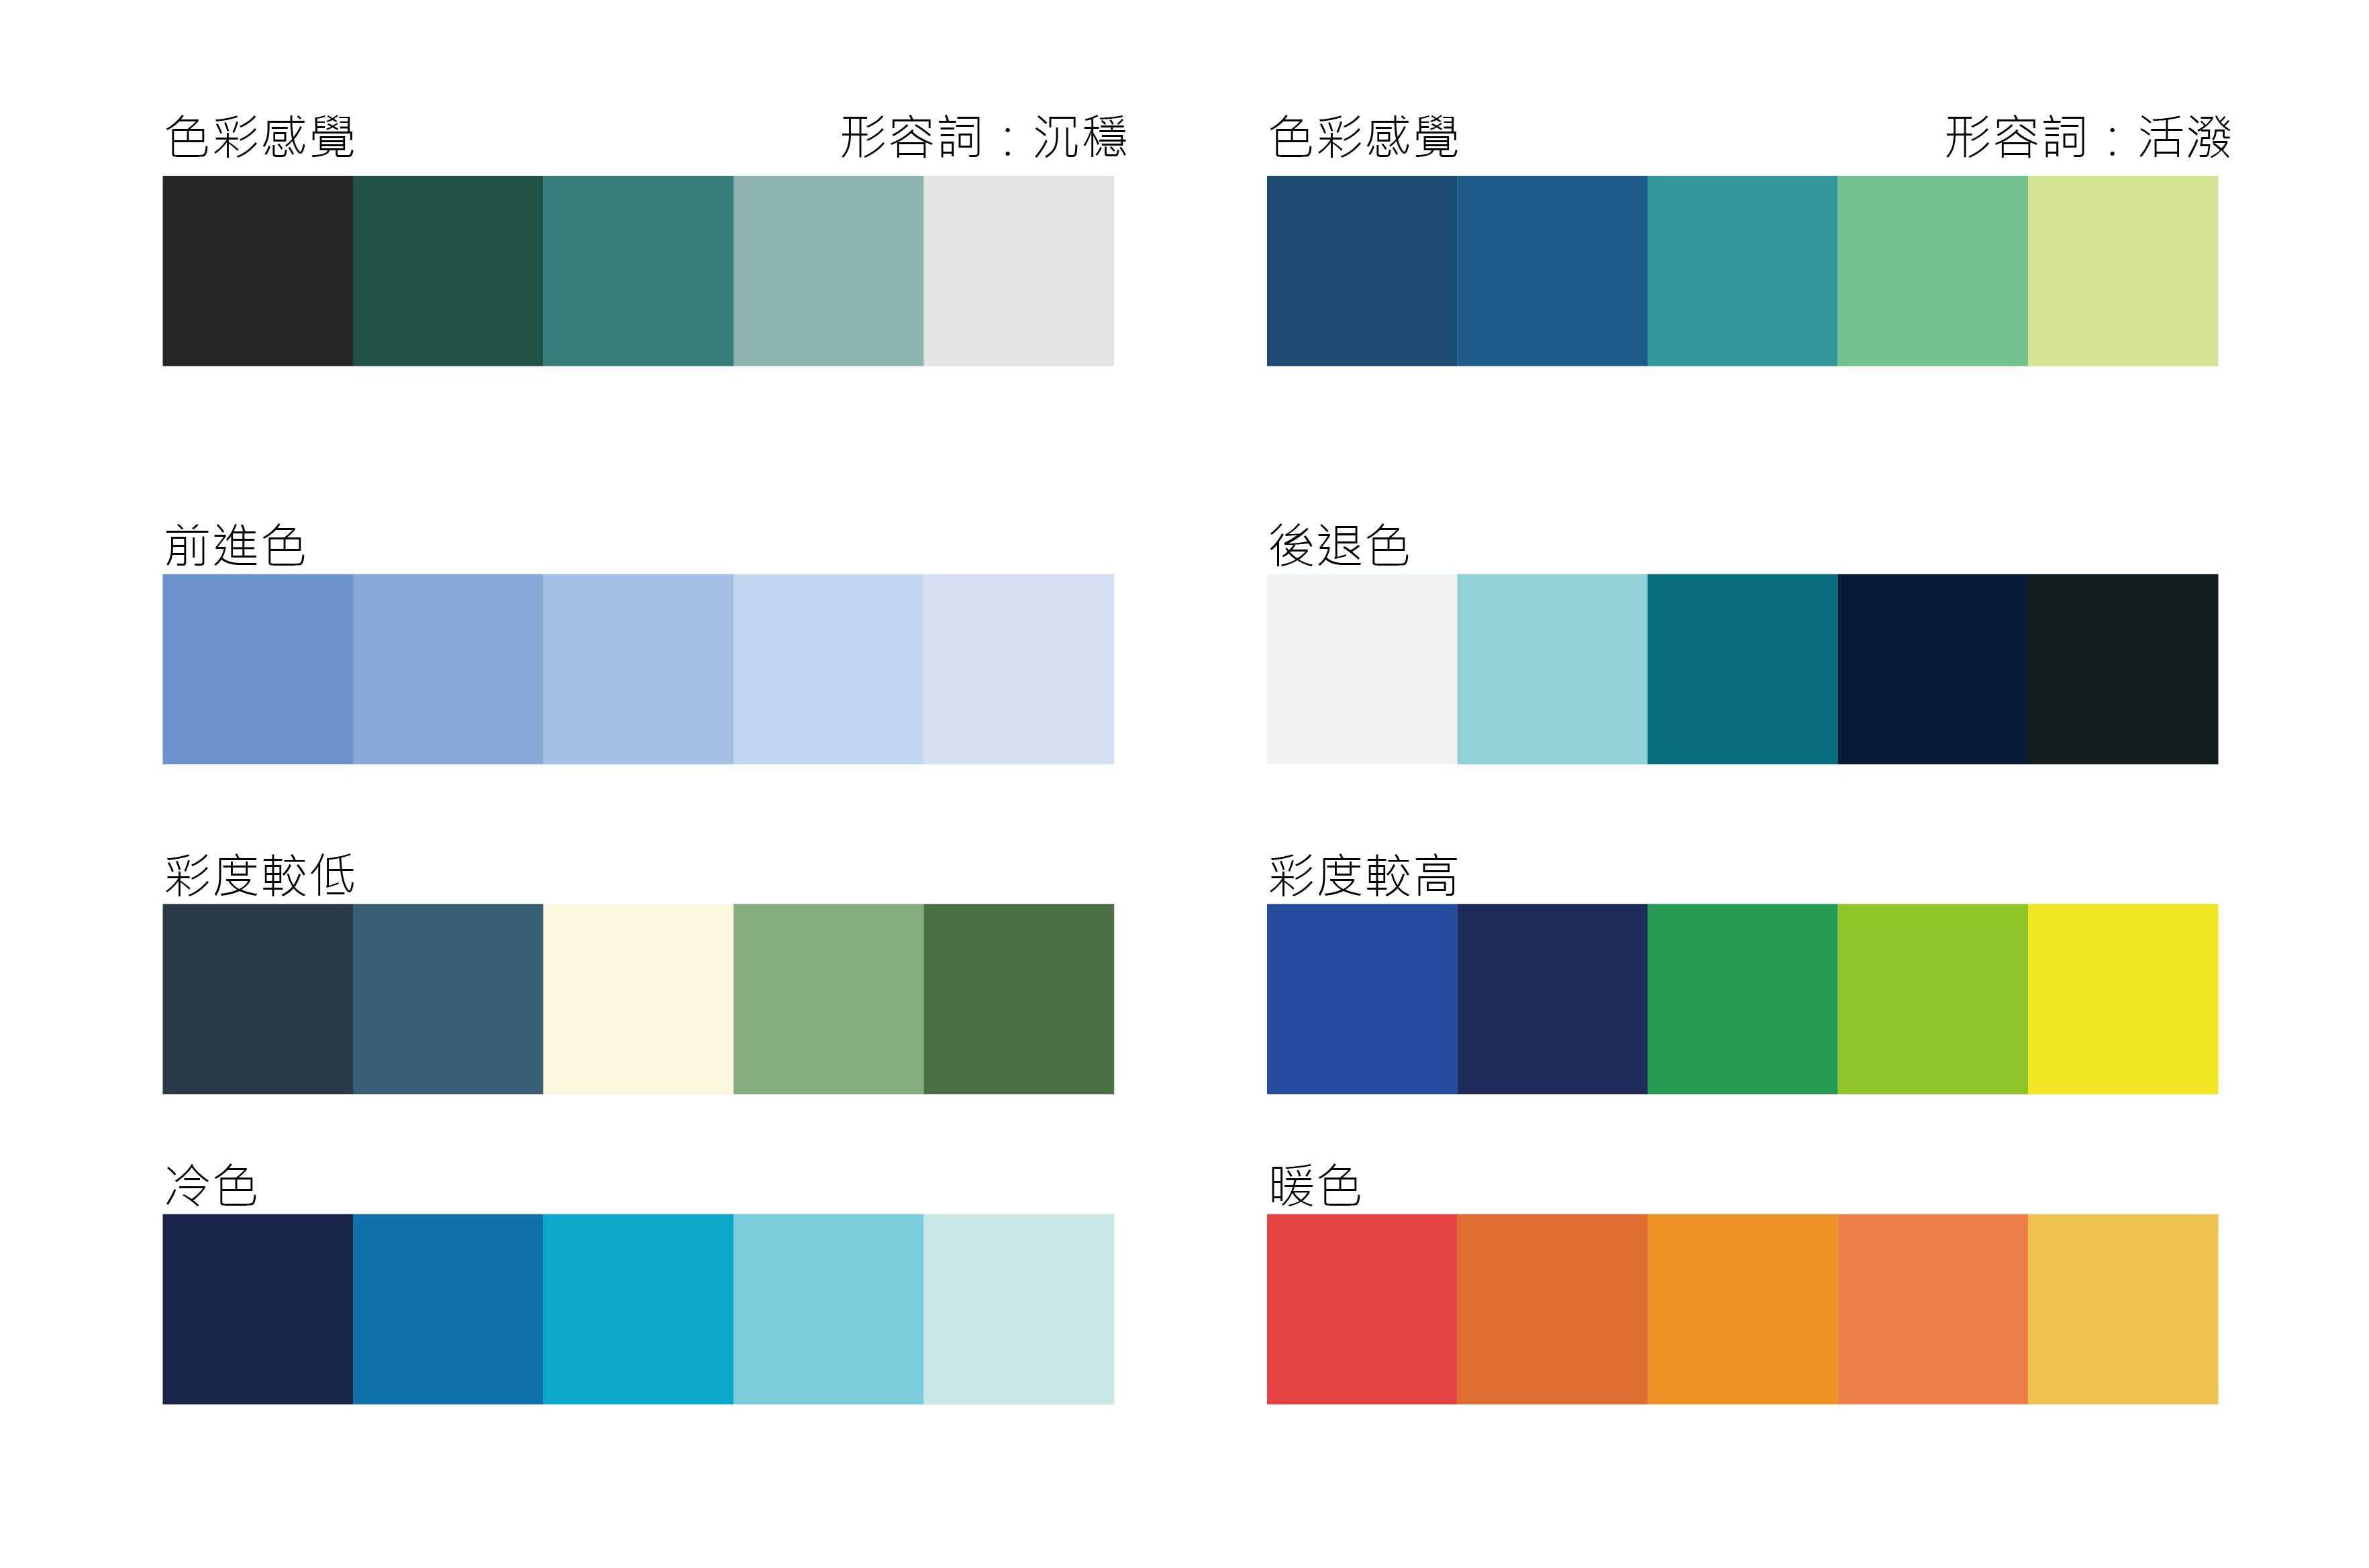 色彩感覺
形容詞：沉穩
色彩感覺
形容詞：活潑
前進色
後退色
彩度較低
彩度較高
冷色
暖色